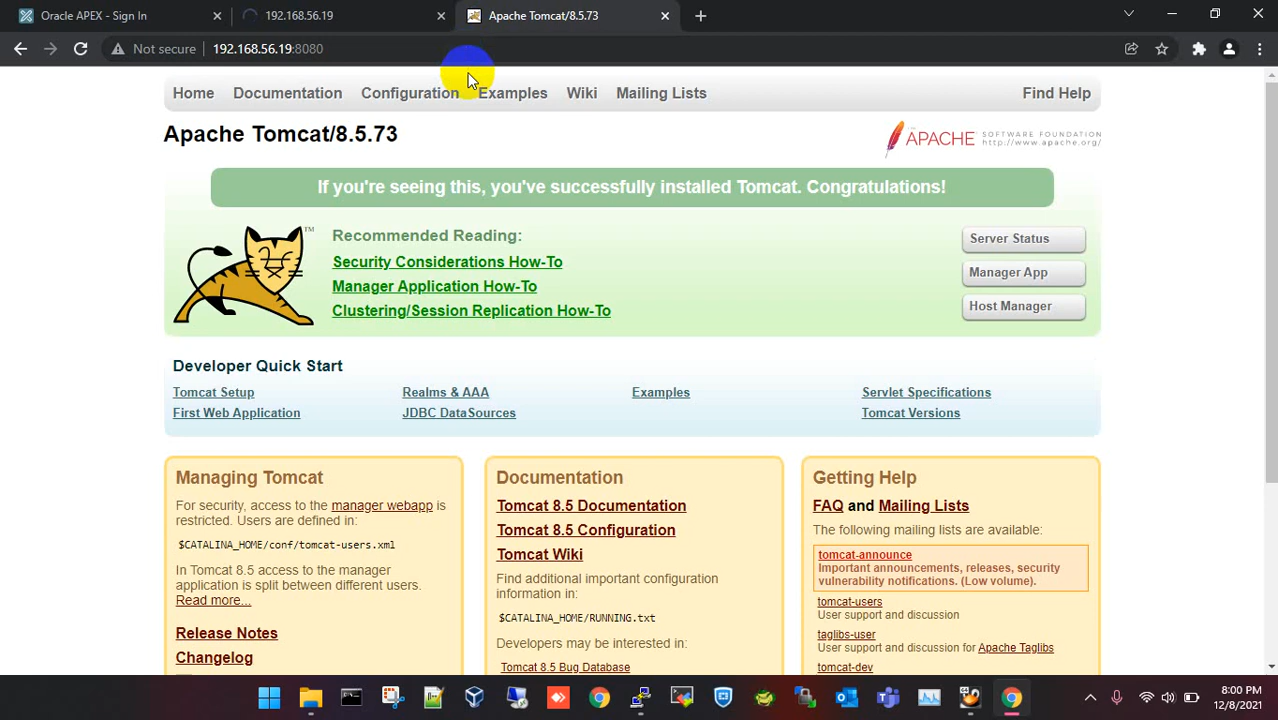 Oracle APEX - Sign In
192.168.56.19
Apache Tomcat/8.5.73
Not secure
192.168.56.19:8080
Home Documentation Configuration Examples Wiki Mailing Lists Find Help
Apache Tomcat/8.5.73
APACHE SOFTWARE FOUNDATION
http://www.apache.org/
If you're seeing this, you've successfully installed Tomcat. Congratulations!
TM
Recommended Reading:
Security Considerations How-To
Manager Application How-To
Clustering/Session Replication How-To
Server Status
Manager App
Host Manager
Developer Quick Start
Tomcat Setup
First Web Application
Realms & AAA
JDBC DataSources
Examples
Servlet Specifications
Tomcat Versions
Managing Tomcat
For security, access to the manager webapp is
restricted. Users are defined in:
$CATALINA_HOME/conf/tomcat-users.xml
In Tomcat 8.5 access to the manager
application is split between different users.
Read more...
Release Notes
Changelog
Documentation
Tomcat 8.5 Documentation
Tomcat 8.5 Configuration
Tomcat Wiki
Find additional important configuration
information in:
$CATALINA_HOME/RUNNING.txt
Developers may be interested in:
Tomcat 8.5 Bug Database
Getting Help
FAQ and Mailing Lists
The following mailing lists are available:
tomcat-announce
Important announcements, releases, security
vulnerability notifications. (Low volume).
tomcat-users
User support and discussion
taglibs-user
User support and discussion for Apache Taglibs
tomcat-dev
8:00 PM
12/8/2021